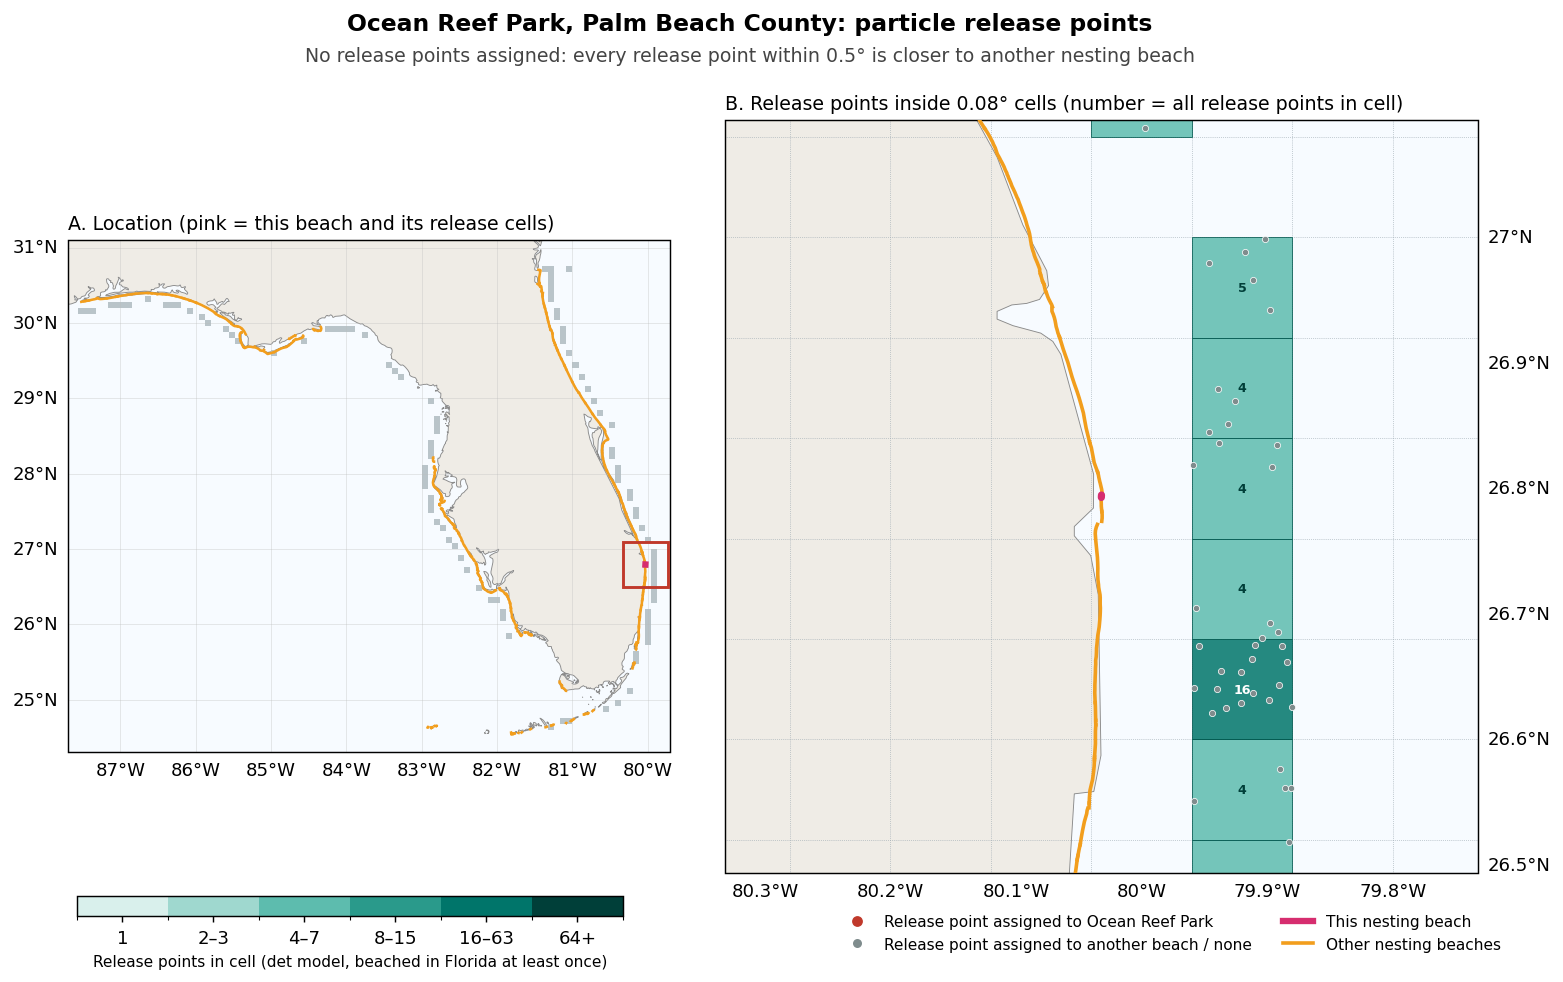 Ocean Reef Park, Palm Beach County: particle release points
No release points assigned: every release point within 0.5° is closer to another nesting beach
A. Location (pink = this beach and its release cells)
31°N
30°N
29°N
28°N
27°N
26°N
25°N
87°W 86°W 85°W 84°W 83°W 82°W 81°W 80°W
B. Release points inside 0.08° cells (number = all release points in cell)
5
4
4
4
16
4
27°N
26.9°N
26.8°N
26.7°N
26.6°N
26.5°N
80.3°W 80.2°W 80.1°W 80°W 79.9°W 79.8°W
1 2–3 4–7 8–15 16–63 64+
Release points in cell (det model, beached in Florida at least once)
Release point assigned to Ocean Reef Park
Release point assigned to another beach / none
This nesting beach
Other nesting beaches